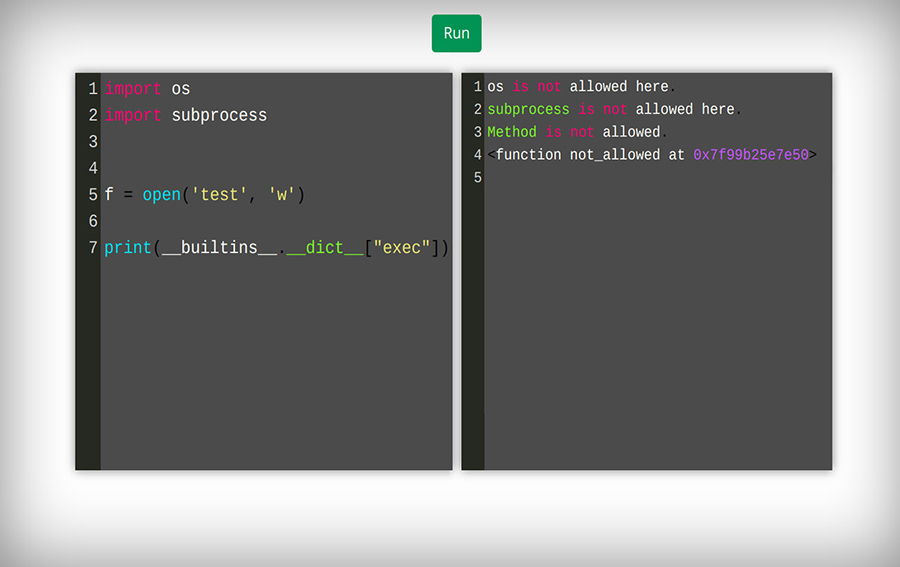 Run
1 import os
2 import subprocess
3
4
5 f = open('test', 'w')
6
7 print(__builtins__.__dict__["exec"])
1 os is not allowed here.
2 subprocess is not allowed here.
3 Method is not allowed.
4 <function not_allowed at 0x7f99b25e7e50>
5